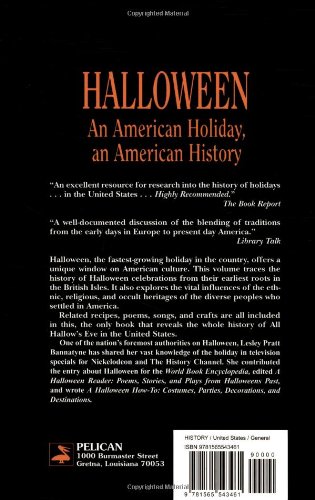 HALLOWEEN
An American Holiday,
an American History
“An excellent resource for research into the history of holidays
. . . in the United States . . . Highly Recommended.”
The Book Report
“A well-documented discussion of the blending of traditions
from the early days in Europe to present day America.”
Library Talk
Halloween, the fastest-growing holiday in the country, offers
a unique window on American culture. This volume traces the
history of Halloween celebrations from their earliest roots in
the British Isles. It also explores the vital influences of the eth-
nic, religious, and occult heritages of the diverse peoples who
settled in America.
Related recipes, poems, songs, and crafts are all included
in this, the only book that reveals the whole history of All
Hallow’s Eve in the United States.
One of the nation’s foremost authorities on Halloween, Lesley Pratt
Bannatyne has shared her vast knowledge of the holiday in television
specials for Nickelodeon and The History Channel. She contributed
the entry about Halloween for the World Book Encyclopedia, edited A
Halloween Reader: Poems, Stories, and Plays from Halloweens Past,
and wrote A Halloween How-To: Costumes, Parties, Decorations, and
Destinations.
PELICAN
1000 Burmaster Street
Gretna, Louisiana 70053
HISTORY / United States / General
ISBN 9781565543461
90000
9 781565 543461